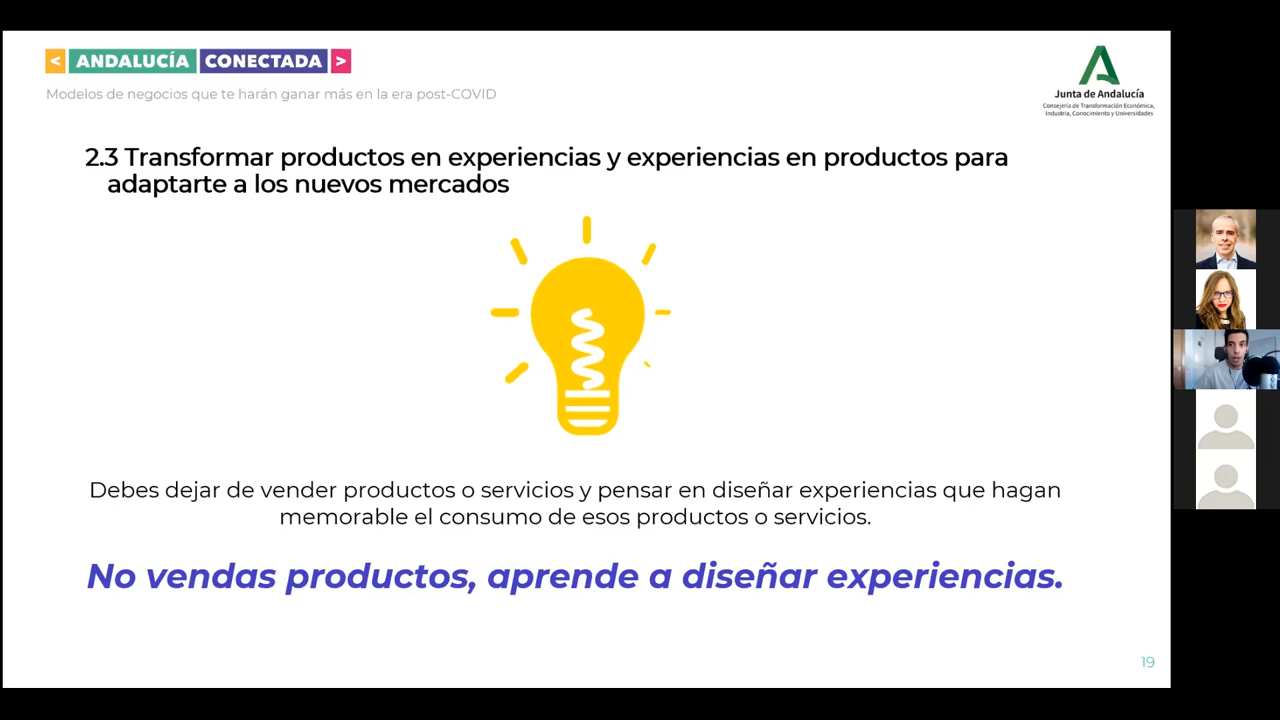 < ANDALUCÍA CONECTADA >
Modelos de negocios que te harán ganar más en la era post-COVID
Junta de Andalucía
Consejería de Transformación Económica,
Industria, Conocimiento y Universidades
2.3 Transformar productos en experiencias y experiencias en productos para
adaptarte a los nuevos mercados
Debes dejar de vender productos o servicios y pensar en diseñar experiencias que hagan
memorable el consumo de esos productos o servicios.
No vendas productos, aprende a diseñar experiencias.
19